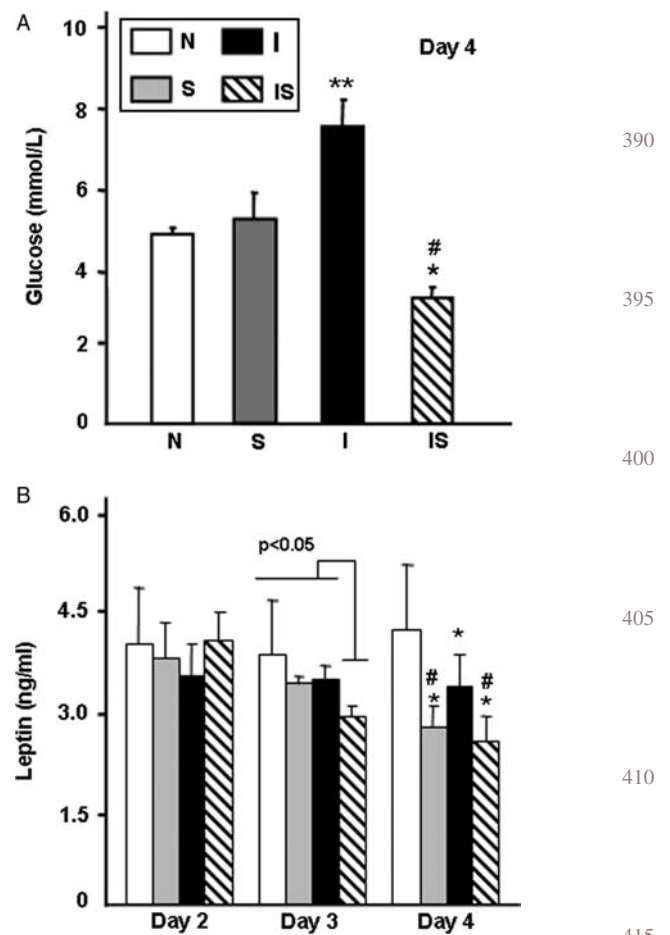 A
Glucose (mmol/L)
10
8
6
4
2
0
N I
S IS
Day 4
**
#
*
N S I IS
390
395
400
B
Leptin (ng/ml)
6.0
4.5
3.0
1.5
0
p<0.05
*
# #
* *
Day 2 Day 3 Day 4
405
410
415